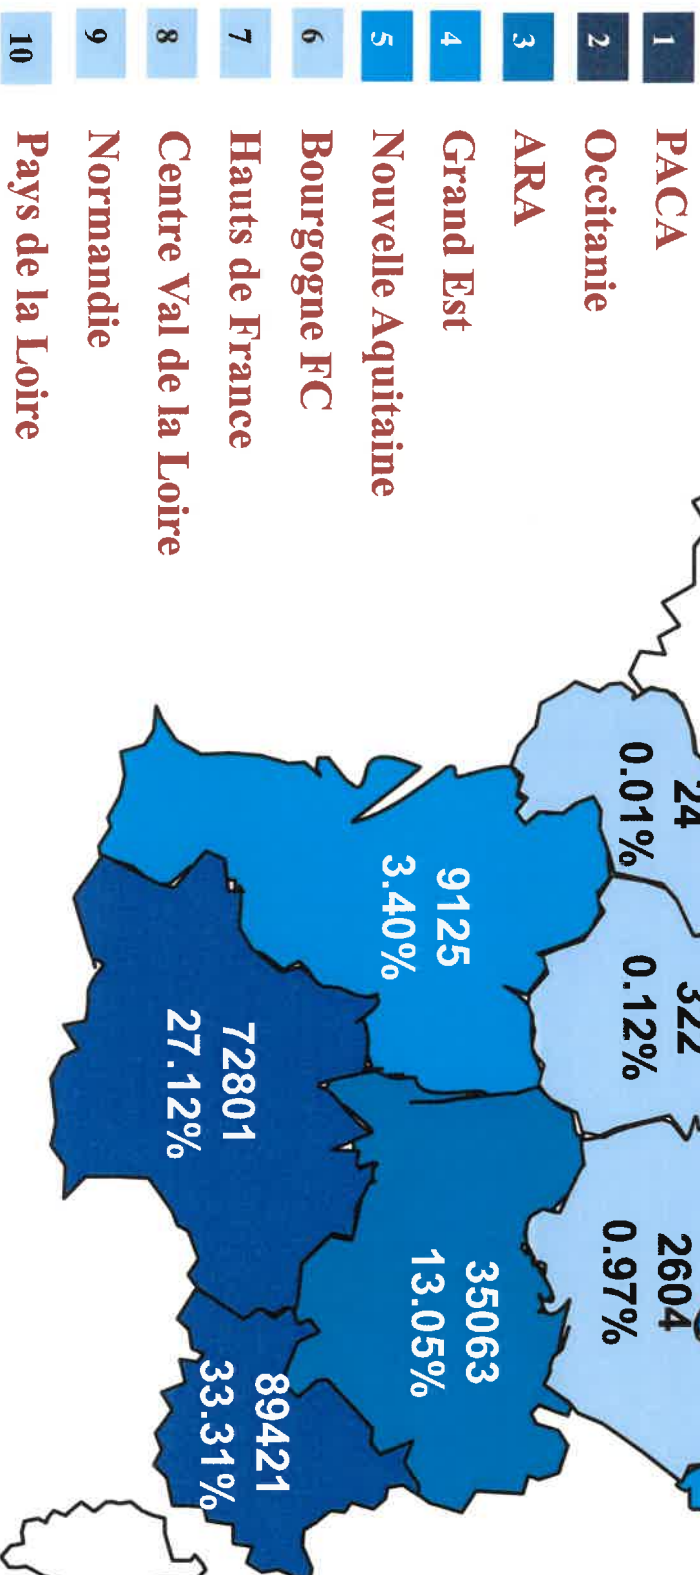 1 PACA
2 Occitanie
3 ARA
4 Grand Est
5 Nouvelle Aquitaine
6 Bourgogne FC
7 Hauts de France
8 Centre Val de la Loire
9 Normandie
10 Pays de la Loire
24
0.01%
322
0.12%
2604
0.97%
9125
3.40%
35063
13.05%
72801
27.12%
89421
33.31%